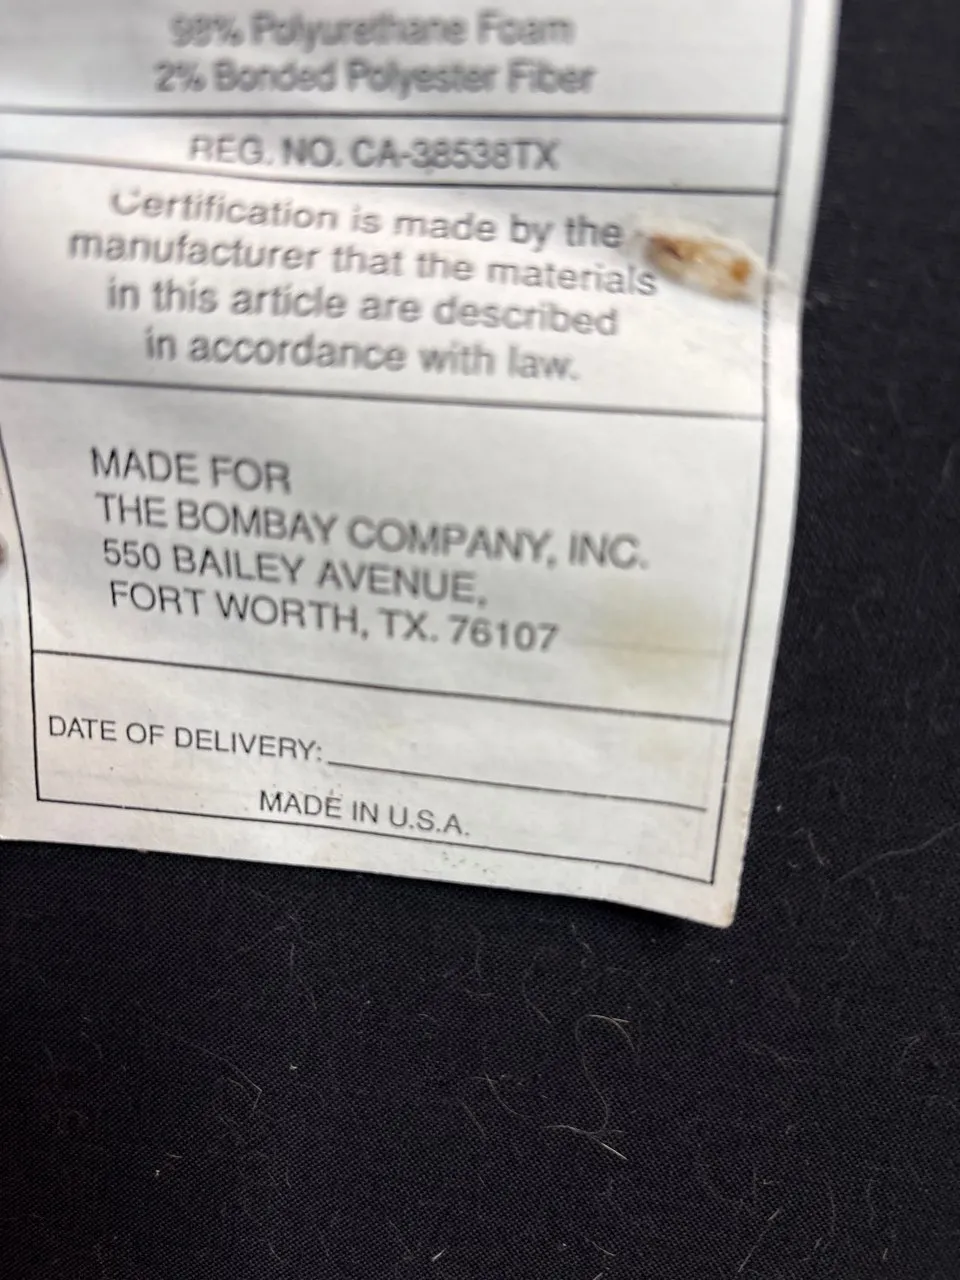 98% Polyurethane Foam
2% Bonded Polyester Fiber
REG. NO. CA-38538TX
Certification is made by the
manufacturer that the materials
in this article are described
in accordance with law.
MADE FOR
THE BOMBAY COMPANY, INC.
550 BAILEY AVENUE,
FORT WORTH, TX. 76107
DATE OF DELIVERY:
MADE IN U.S.A.